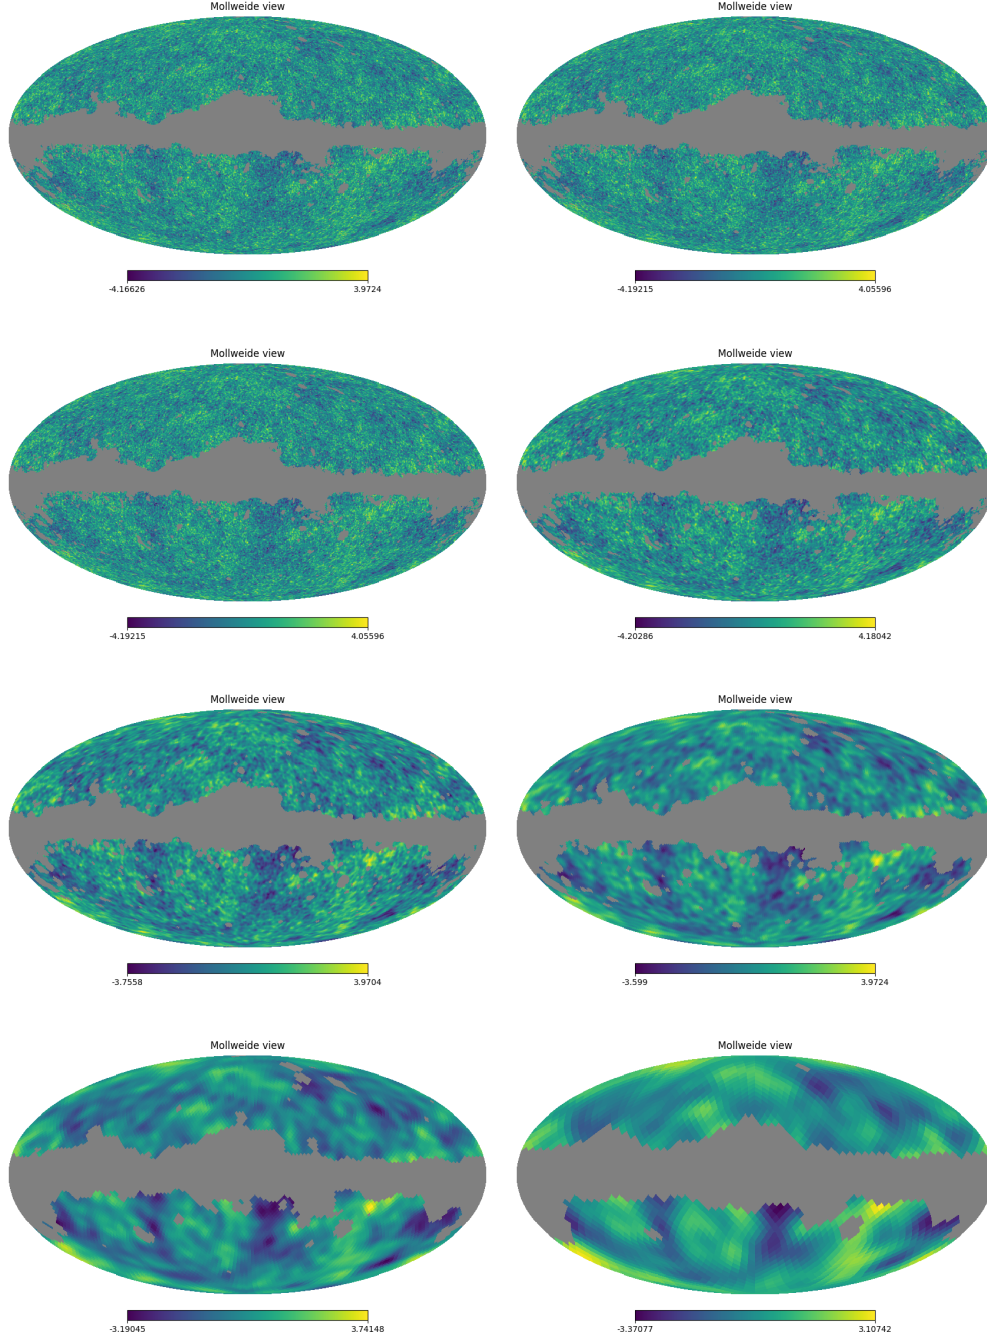 Mollweide view
Mollweide view
-4.16626 3.9724
-4.19215 4.05596
Mollweide view
Mollweide view
-4.19215 4.05596
-4.20286 4.18042
Mollweide view
Mollweide view
-3.7558 3.9704
-3.599 3.9724
Mollweide view
Mollweide view
-3.19045 3.74148
-3.37077 3.10742